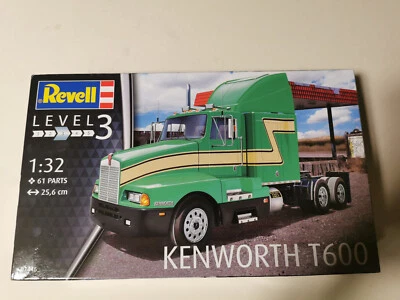 Revell
LEVEL 3
1:32
61 PARTS
25,6 cm
KENWORTH T600